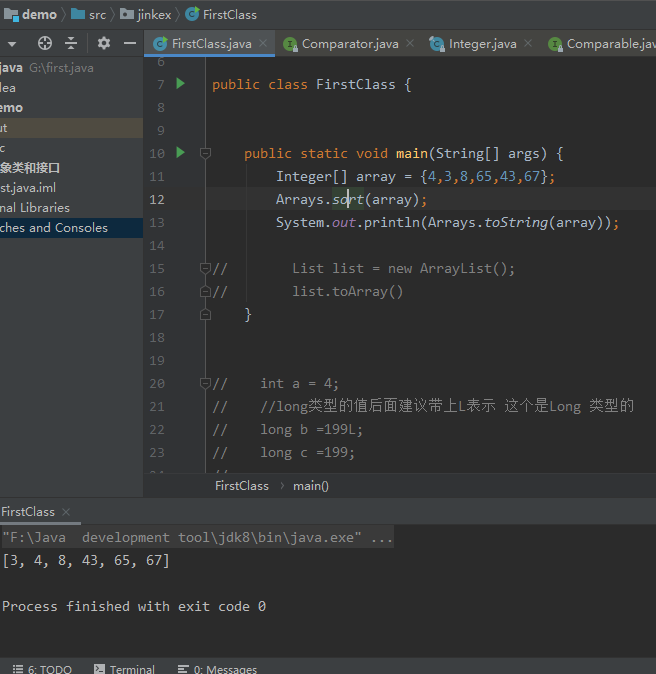 demo src jinkex FirstClass
FirstClass.java Comparator.java Integer.java Comparable.java
java G:\first.java
6
7 public class FirstClass {
8
9
10 public static void main(String[] args) {
11 Integer[] array = {4,3,8,65,43,67};
12 Arrays.sort(array);
13 System.out.println(Arrays.toString(array));
14
15 // List list = new ArrayList();
16 // list.toArray()
17 }
18
19
20 // int a = 4;
21 // //long类型的值后面建议带上L表示 这个是Long 类型的
22 // long b =199L;
23 // long c =199;
lea
emo
ut
c
象类和接口
st.java.iml
nal Libraries
ches and Consoles
FirstClass main()
FirstClass
"F:\Java development tool\jdk8\bin\java.exe" ...
[3, 4, 8, 43, 65, 67]
Process finished with exit code 0
6: TODO Terminal 0: Messages